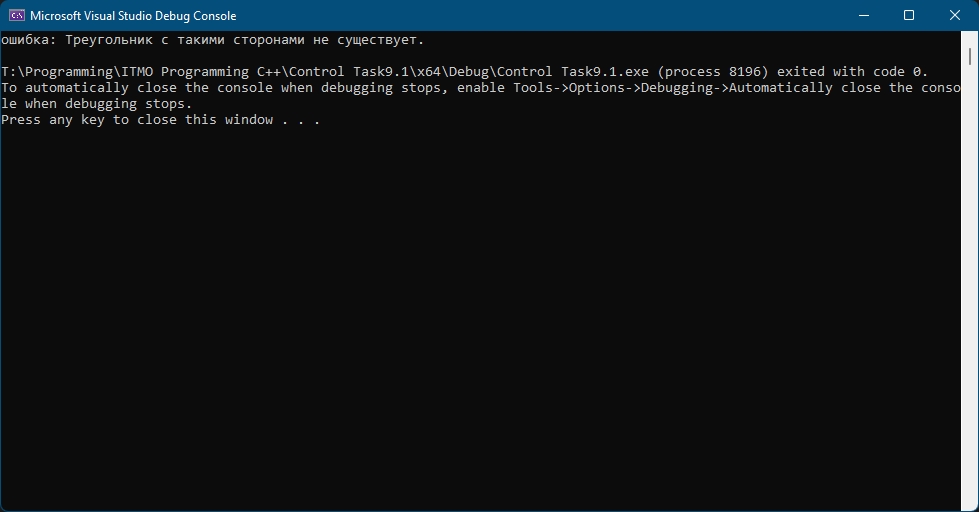 Microsoft Visual Studio Debug Console
ошибка: Треугольник с такими сторонами не существует.
T:\Programming\ITMO Programming C++\Control Task9.1\x64\Debug\Control Task9.1.exe (process 8196) exited with code 0.
To automatically close the console when debugging stops, enable Tools->Options->Debugging->Automatically close the conso
le when debugging stops.
Press any key to close this window . . .